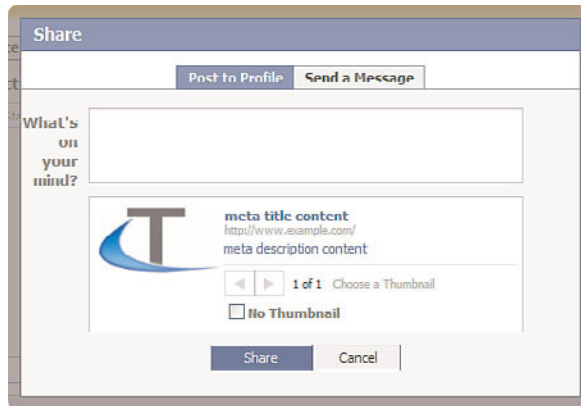 Share
Post to Profile Send a Message
What's
on
your
mind?
T
meta title content
http://www.example.com/
meta description content
1 of 1 Choose a Thumbnail
No Thumbnail
Share Cancel